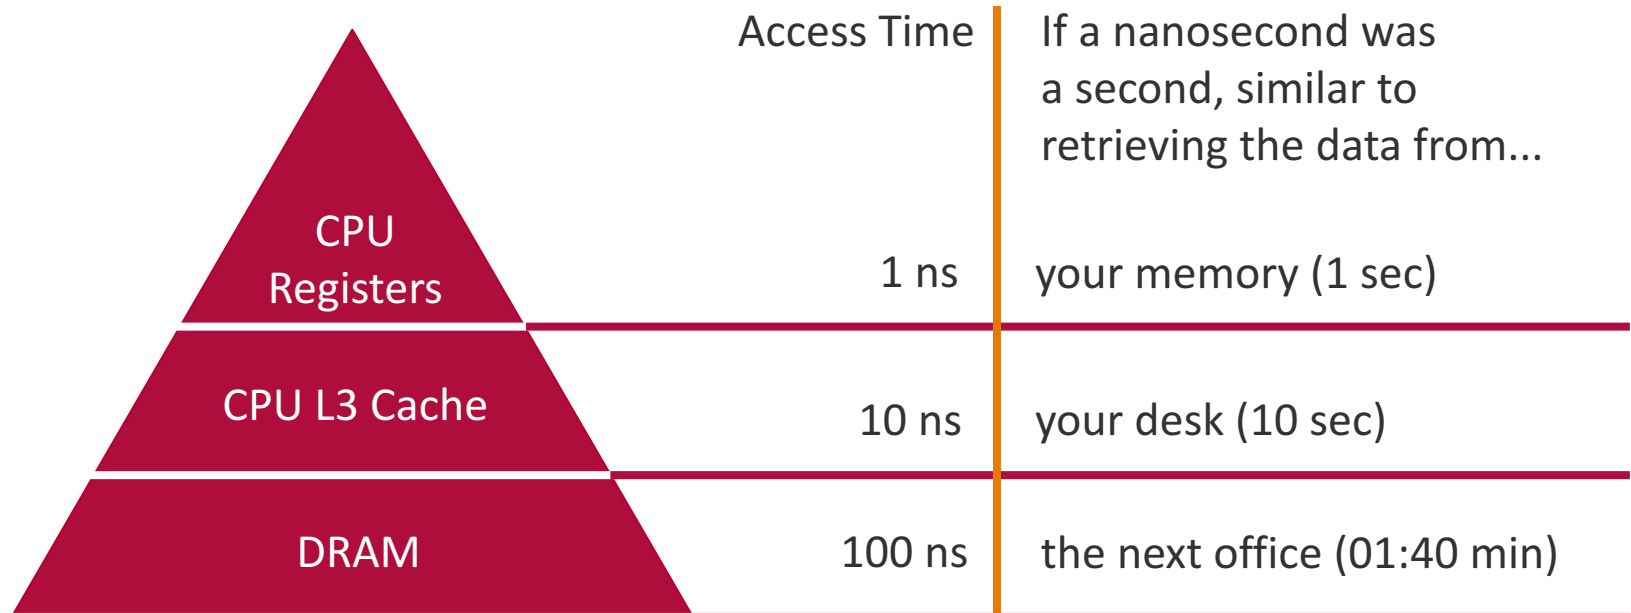 Access Time
If a nanosecond was
a second, similar to
retrieving the data from...
CPU
Registers
1 ns
your memory (1 sec)
CPU L3 Cache
10 ns
your desk (10 sec)
DRAM
100 ns
the next office (01:40 min)